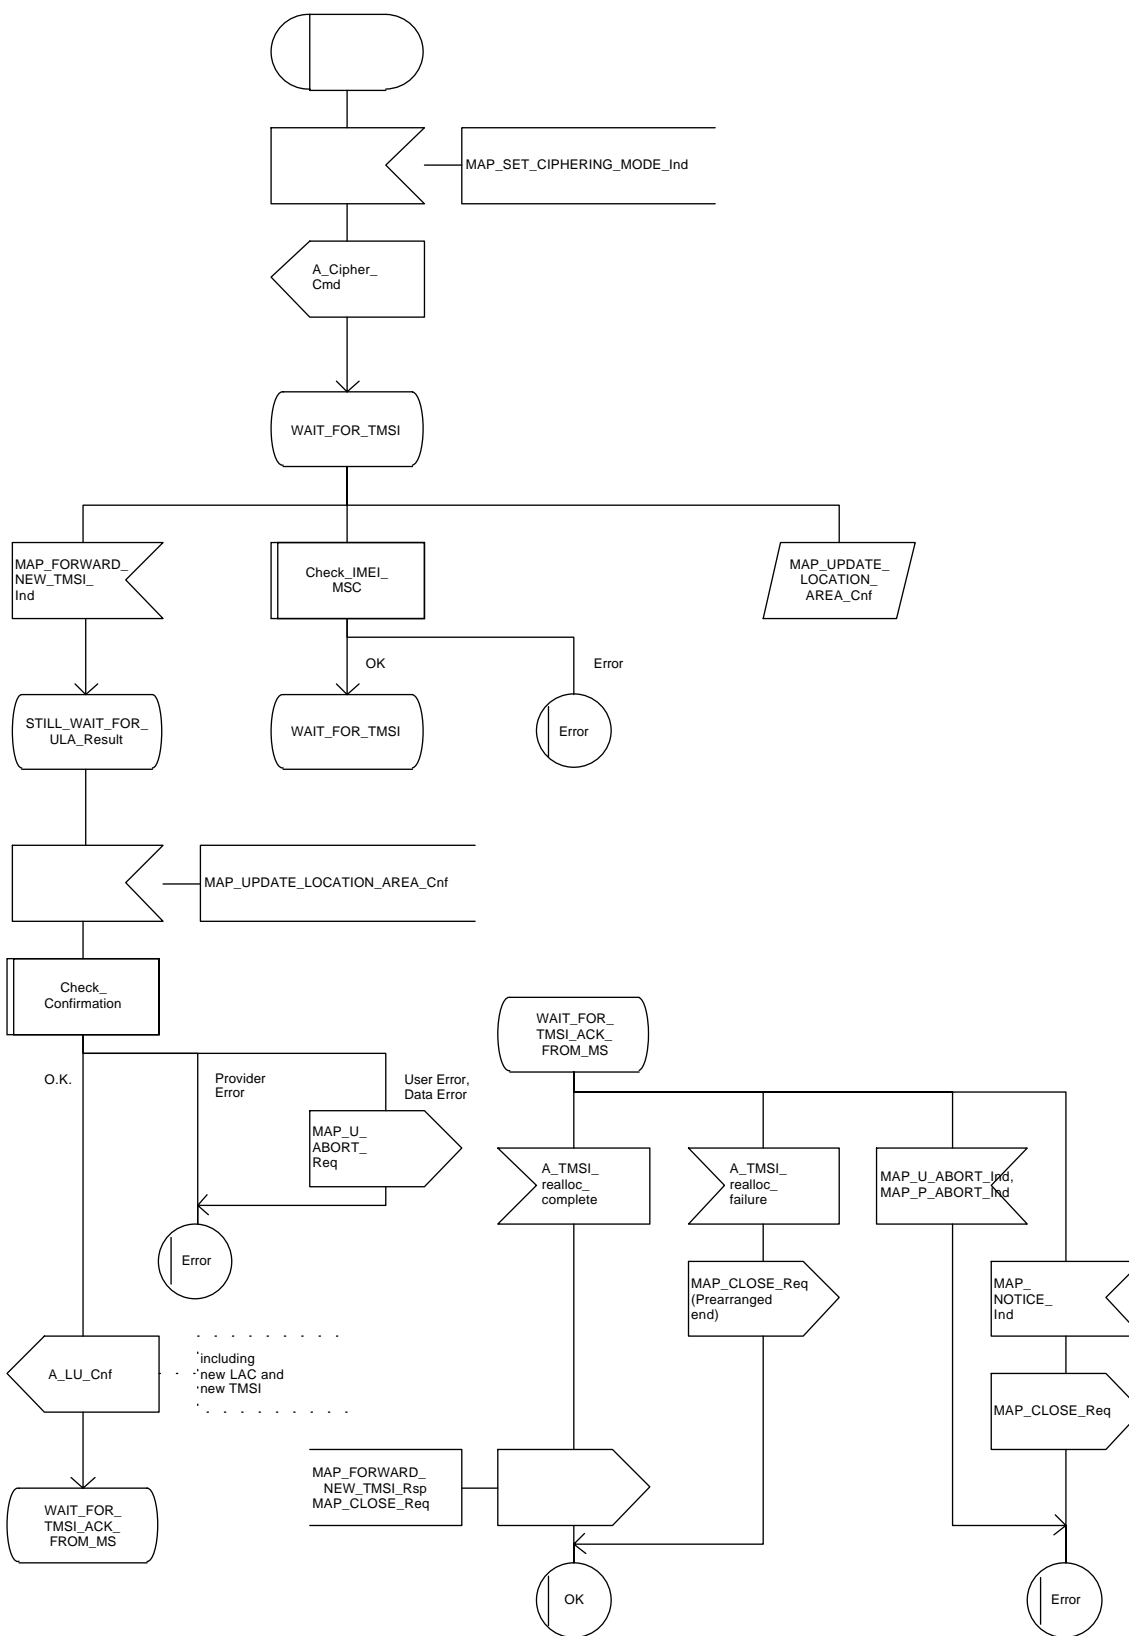 MAP_SET_CIPHERING_MODE_Ind
A_Cipher_
Cmd
WAIT_FOR_TMSI
MAP_FORWARD_
NEW_TMSI_
Ind
Check_IMEI_
MSC
MAP_UPDATE_
LOCATION_
AREA_Cnf
OK
Error
STILL_WAIT_FOR_
ULA_Result
WAIT_FOR_TMSI
Error
MAP_UPDATE_LOCATION_AREA_Cnf
Check_
Confirmation
O.K.
Provider
Error
User Error,
Data Error
MAP_U_
ABORT_
Req
Error
A_LU_Cnf
including
new LAC and
new TMSI
WAIT_FOR_
TMSI_ACK_
FROM_MS
WAIT_FOR_
TMSI_ACK_
FROM_MS
A_TMSI_
realloc_
complete
A_TMSI_
realloc_
failure
MAP_U_ABORT_Ind,
MAP_P_ABORT_Ind
MAP_CLOSE_Req
(Prearranged
end)
MAP_
NOTICE_
Ind
MAP_CLOSE_Req
MAP_FORWARD_
NEW_TMSI_Rsp
MAP_CLOSE_Req
OK
Error